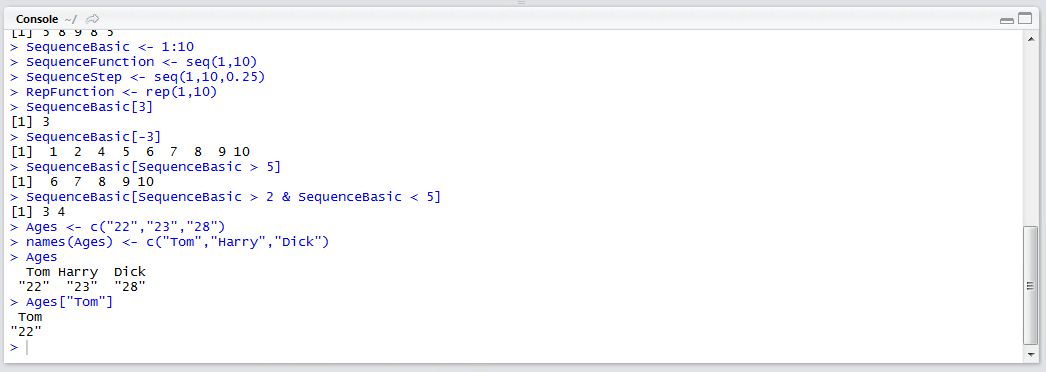 Console ~/
[1] 5 8 9 8 5
> SequenceBasic <- 1:10
> SequenceFunction <- seq(1,10)
> SequenceStep <- seq(1,10,0.25)
> RepFunction <- rep(1,10)
> SequenceBasic[3]
[1] 3
> SequenceBasic[-3]
[1]  1  2  4  5  6  7  8  9 10
> SequenceBasic[SequenceBasic > 5]
[1]  6  7  8  9 10
> SequenceBasic[SequenceBasic > 2 & SequenceBasic < 5]
[1] 3 4
> Ages <- c("22","23","28")
> names(Ages) <- c("Tom","Harry","Dick")
> Ages
  Tom Harry  Dick
 "22"  "23"  "28"
> Ages["Tom"]
 Tom
"22"
>